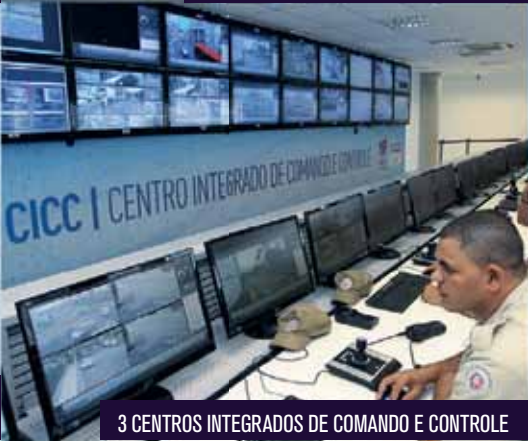 CICC | CENTRO INTEGRADO DE COMANDO E CONTROLE
3 CENTROS INTEGRADOS DE COMANDO E CONTROLE